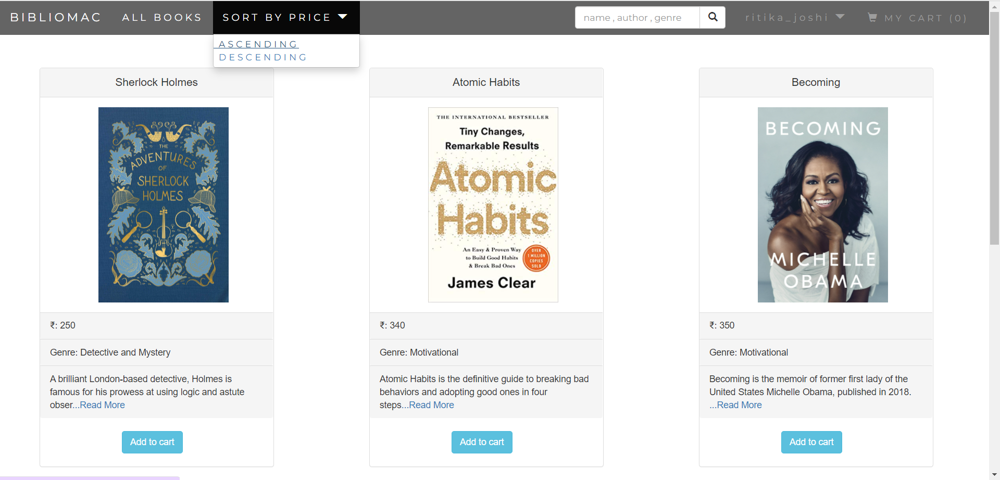 BIBLIOMAC ALL BOOKS SORT BY PRICE name , author , genre ritika_joshi MY CART (0)
ASCENDING
DESCENDING
Sherlock Holmes
THE
ADVENTURES
OF
SHERLOCK
HOLMES
₹: 250
Genre: Detective and Mystery
A brilliant London-based detective, Holmes is
famous for his prowess at using logic and astute
obser...Read More
Add to cart
Atomic Habits
THE INTERNATIONAL BESTSELLER
Tiny Changes,
Remarkable Results
Atomic
Habits
An Easy & Proven Way
to Build Good Habits
& Break Bad Ones
OVER
1 MILLION
COPIES
SOLD
James Clear
₹: 340
Genre: Motivational
Atomic Habits is the definitive guide to breaking bad
behaviors and adopting good ones in four
steps...Read More
Add to cart
Becoming
BECOMING
MICHELLE
OBAMA
₹: 350
Genre: Motivational
Becoming is the memoir of former first lady of the
United States Michelle Obama, published in 2018.
...Read More
Add to cart